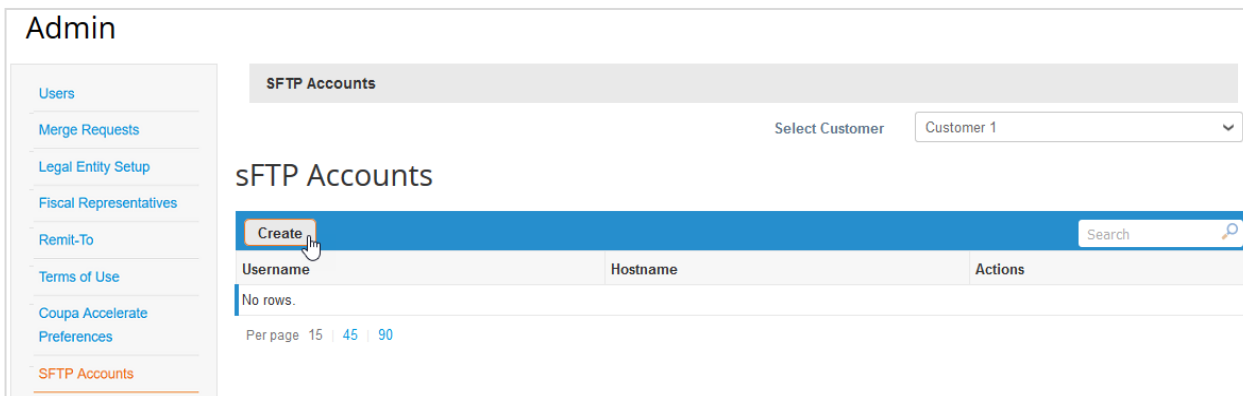 Admin
Users
Merge Requests
Legal Entity Setup
Fiscal Representatives
Remit-To
Terms of Use
Coupa Accelerate
Preferences
SFTP Accounts
SFTP Accounts
Select Customer Customer 1
sFTP Accounts
Create Search
Username Hostname Actions
No rows.
Per page 15 | 45 | 90